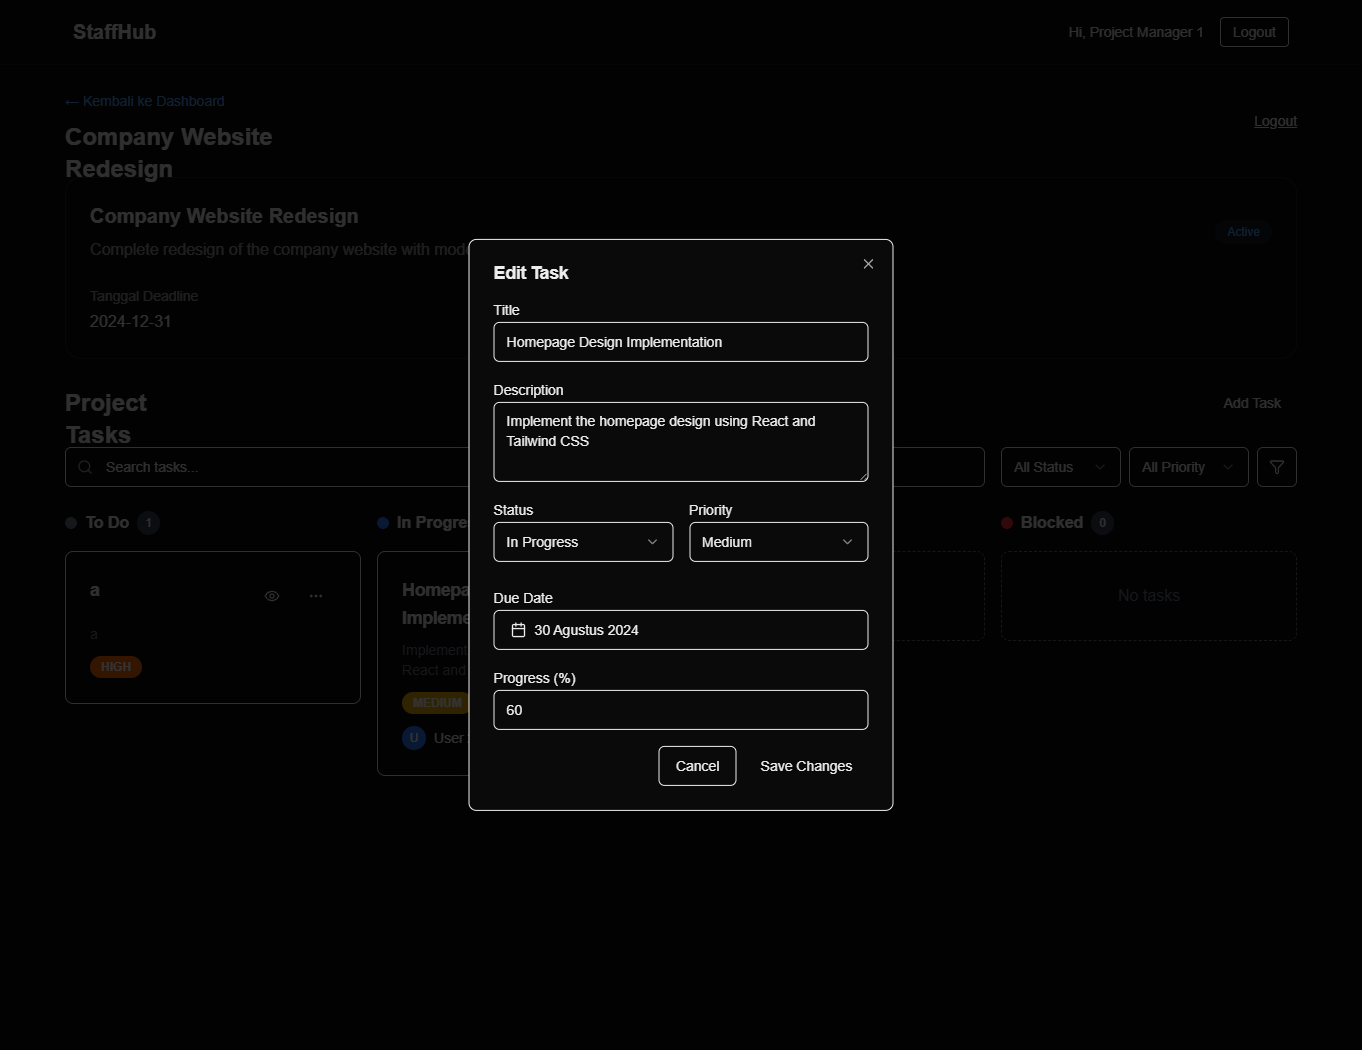 StaffHub
Hi, Project Manager 1
Logout
← Kembali ke Dashboard
Logout
Company Website
Redesign
Company Website Redesign
Active
Complete redesign of the company website with
Tanggal Deadline
2024-12-31
Project
Tasks
Add Task
Search tasks...
All Status
All Priority
To Do 1
In
Blocked 0
a
a
HIGH
Implement
React and
MEDIUM
U User
No tasks
Edit Task
Title
Homepage Design Implementation
Description
Implement the homepage design using React and
Tailwind CSS
Status
Priority
In Progress
Medium
Due Date
30 Agustus 2024
Progress (%)
60
Cancel
Save Changes